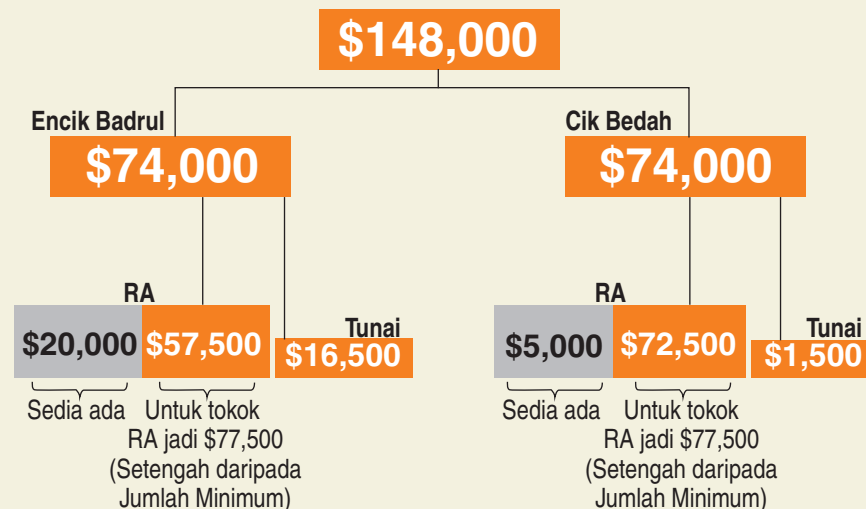 $148,000
Encik Badrul
$74,000
RA
$20,000 $57,500
Tunai
$16,500
Sedia ada
Untuk tokok
RA jadi $77,500
(Setengah daripada
Jumlah Minimum)
Cik Bedah
$74,000
RA
$5,000 $72,500
Tunai
$1,500
Sedia ada
Untuk tokok
RA jadi $77,500
(Setengah daripada
Jumlah Minimum)